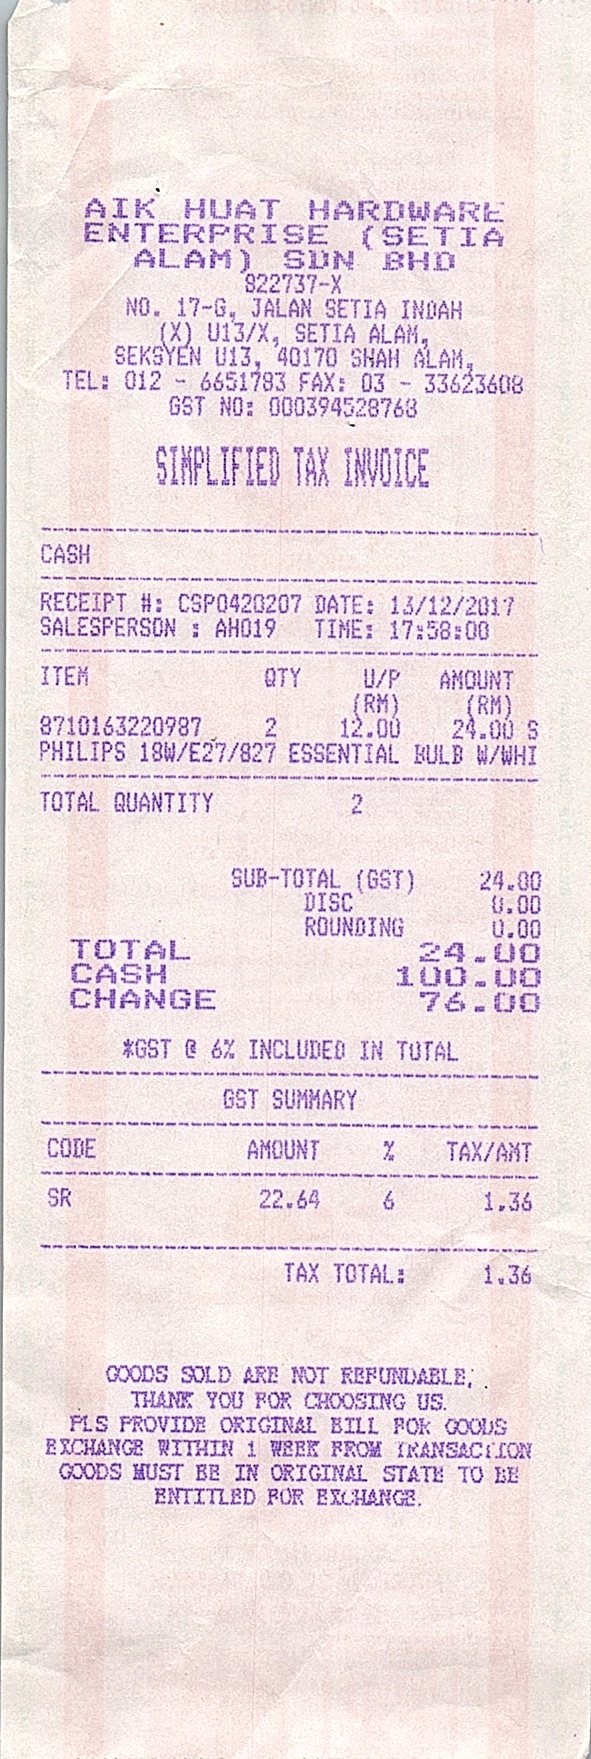 AIK HUAT HARDWARE
ENTERPRISE (SETIA
ALAM) SDN BHD
822737-X
NO. 17-G, JALAN SETIA INDAH
(X) U13/X, SETIA ALAM,
SEKSYEN U13, 40170 SHAH ALAM,
TEL: 012 - 6651783 FAX: 03 - 33623608
GST NO: 000394528768
SIMPLIFIED TAX INVOICE
CASH
RECEIPT #: CSP0420207 DATE: 13/12/2017
SALESPERSON : AH019 TIME: 17:58:00
ITEM QTY U/P AMOUNT
(RM) (RM)
8710163220987 2 12.00 24.00 S
PHILIPS 18W/E27/827 ESSENTIAL BULB W/WHI
TOTAL QUANTITY 2
SUB-TOTAL (GST) 24.00
DISC 0.00
ROUNDING 0.00
TOTAL 24.00
CASH 100.00
CHANGE 76.00
*GST @ 6% INCLUDED IN TOTAL
GST SUMMARY
CODE AMOUNT % TAX/AMT
SR 22.64 6 1.36
TAX TOTAL: 1.36
GOODS SOLD ARE NOT REFUNDABLE,
THANK YOU FOR CHOOSING US.
PLS PROVIDE ORIGINAL BILL FOR GOODS
EXCHANGE WITHIN 1 WEEK FROM TRANSACTION
GOODS MUST BE IN ORIGINAL STATE TO BE
ENTITLED FOR EXCHANGE.